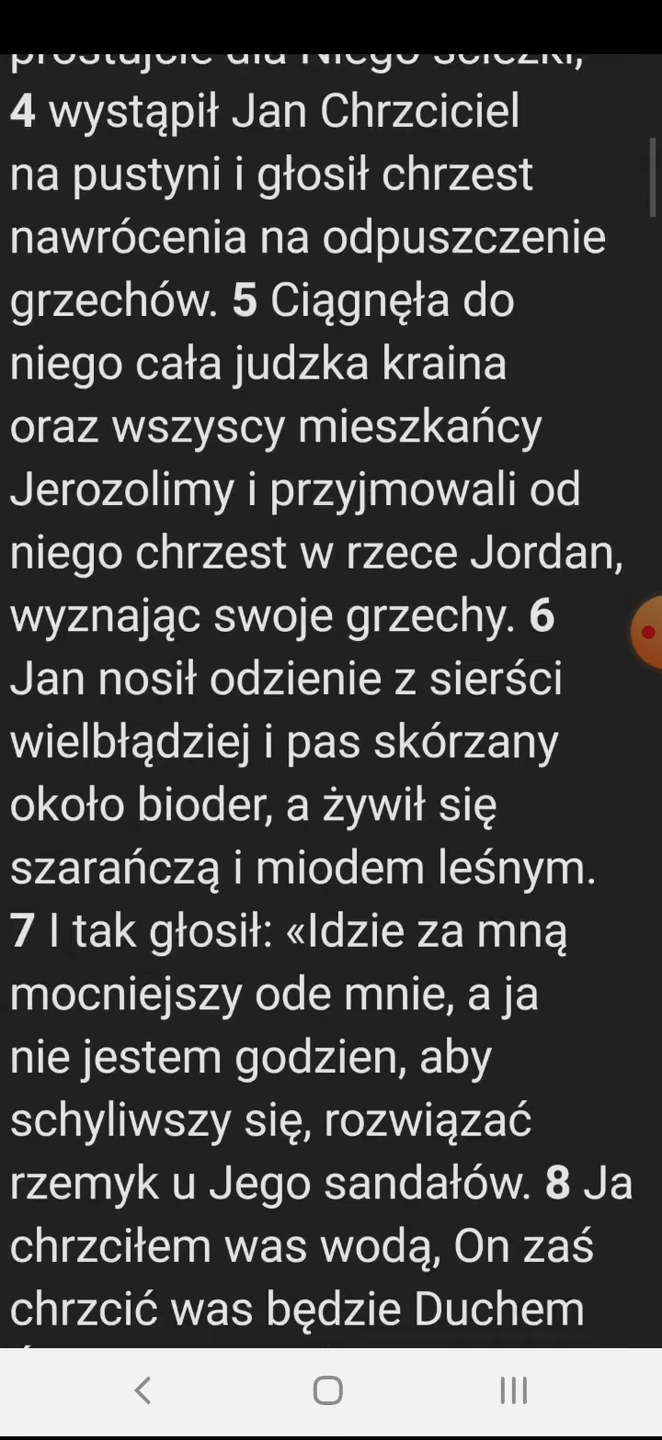 prostujcie dla Niego ścieżki,
4 wystąpił Jan Chrzciciel
na pustyni i głosił chrzest
nawrócenia na odpuszczenie
grzechów. 5 Ciągnęła do
niego cała judzka kraina
oraz wszyscy mieszkańcy
Jerozolimy i przyjmowali od
niego chrzest w rzece Jordan,
wyznając swoje grzechy. 6
Jan nosił odzienie z sierści
wielbłądziej i pas skórzany
około bioder, a żywił się
szarańczą i miodem leśnym.
7 I tak głosił: «Idzie za mną
mocniejszy ode mnie, a ja
nie jestem godzien, aby
schyliwszy się, rozwiązać
rzemyk u Jego sandałów. 8 Ja
chrzciłem was wodą, On zaś
chrzcić was będzie Duchem